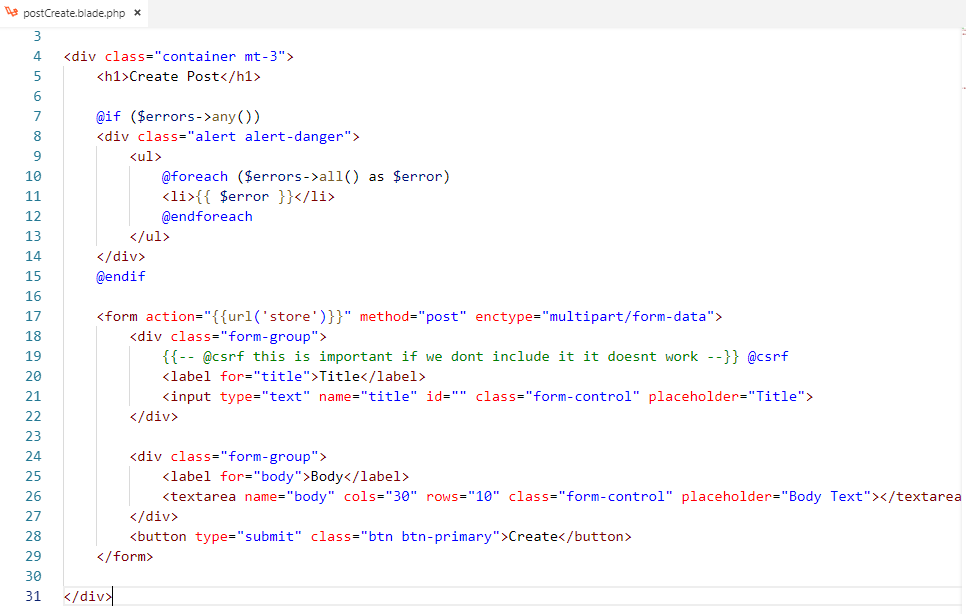 postCreate.blade.php ×
3
4 <div class="container mt-3">
5     <h1>Create Post</h1>
6
7     @if ($errors->any())
8     <div class="alert alert-danger">
9         <ul>
10             @foreach ($errors->all() as $error)
11             <li>{{ $error }}</li>
12             @endforeach
13         </ul>
14     </div>
15     @endif
16
17     <form action="{{url('store')}}" method="post" enctype="multipart/form-data">
18         <div class="form-group">
19             {{-- @csrf this is important if we dont include it it doesnt work --}} @csrf
20             <label for="title">Title</label>
21             <input type="text" name="title" id="" class="form-control" placeholder="Title">
22         </div>
23
24         <div class="form-group">
25             <label for="body">Body</label>
26             <textarea name="body" cols="30" rows="10" class="form-control" placeholder="Body Text"></textarea
27         </div>
28         <button type="submit" class="btn btn-primary">Create</button>
29     </form>
30
31 </div>